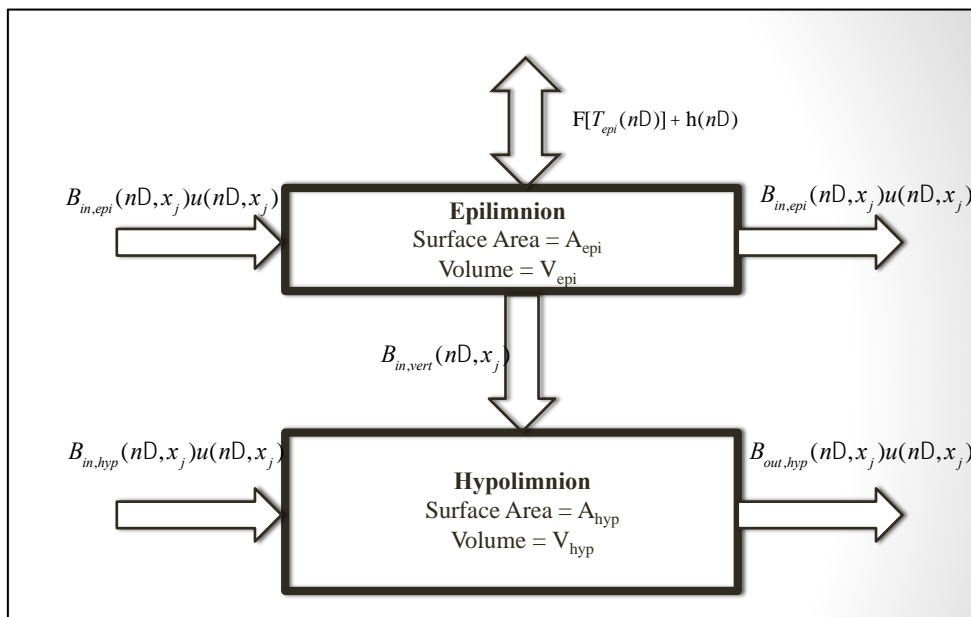 F[T_epi(nD)] + h(nD)
B_in,epi(nD,x_j)u(nD,x_j)
B_in,epi(nD,x_j)u(nD,x_j)
Epilimnion
Surface Area = A_epi
Volume = V_epi
B_in,vert(nD,x_j)
B_in,hyp(nD,x_j)u(nD,x_j)
B_out,hyp(nD,x_j)u(nD,x_j)
Hypolimnion
Surface Area = A_hyp
Volume = V_hyp